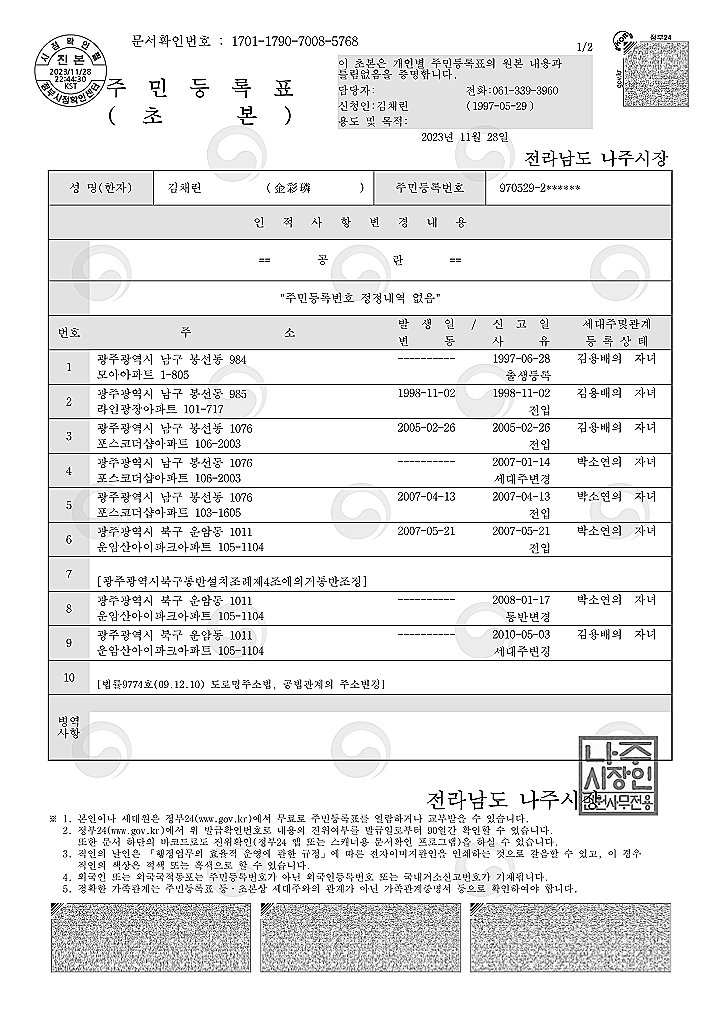 문서확인번호 : 1701-1790-7008-5768
1/2
정부24
시점확인필
진본
2023/11/28
22:44:30
KST
주 민 등 록 표
( 초 본 )
이 초본은 개인별 주민등록표의 원본 내용과
틀림없음을 증명합니다.
담당자: 전화:061-339-3960
신청인:김채린 (1997-05-29 )
용도 및 목적:
2023년 11월 28일
전라남도 나주시장
성 명(한자) 김채린 (金彩璘 ) 주민등록번호 970529-2******
인 적 사 항 변 경 내 용
== 공 란 ==
"주민등록번호 정정내역 없음"
번호 주 소 발 생 일 / 신 고 일 세대주및관계
변 동 사 유 등 록 상 태
1 광주광역시 남구 봉선동 984 ---------- 1997-06-28 김용배의 자녀
모아아파트 1-805 출생등록
2 광주광역시 남구 봉선동 985 1998-11-02 1998-11-02 김용배의 자녀
라인광장아파트 101-717 전입
3 광주광역시 남구 봉선동 1076 2005-02-26 2005-02-26 김용배의 자녀
포스코더샵아파트 106-2003 전입
4 광주광역시 남구 봉선동 1076 ---------- 2007-01-14 박소연의 자녀
포스코더샵아파트 106-2003 세대주변경
5 광주광역시 남구 봉선동 1076 2007-04-13 2007-04-13 박소연의 자녀
포스코더샵아파트 103-1605 전입
6 광주광역시 북구 운암동 1011 2007-05-21 2007-05-21 박소연의 자녀
운암산아이파크아파트 105-1104 전입
7 [광주광역시북구통반설치조례제4조에의거통반조정]
8 광주광역시 북구 운암동 1011 ---------- 2008-01-17 박소연의 자녀
운암산아이파크아파트 105-1104 통반변경
9 광주광역시 북구 운암동 1011 ---------- 2010-05-03 김용배의 자녀
운암산아이파크아파트 105-1104 세대주변경
10 [법률9774호(09.12.10) 도로명주소법, 공법관계의 주소변경]
병역
사항
전라남도 나주시장
나주
시장인
민원사무전용
※ 1. 본인이나 세대원은 정부24(www.gov.kr)에서 무료로 주민등록표를 열람하거나 교부받을 수 있습니다.
2. 정부24(www.gov.kr)에서 위 발급확인번호로 내용의 진위여부를 발급일로부터 90일간 확인할 수 있습니다.
또한 문서 하단의 바코드로도 진위확인(정부24 앱 또는 스캐너용 문서확인 프로그램)을 하실 수 있습니다.
3. 직인의 날인은 「행정업무의 효율적 운영에 관한 규정」에 따른 전자이미지관인을 인쇄하는 것으로 갈음할 수 있고, 이 경우
직인의 색상은 적색 또는 흑색으로 할 수 있습니다.
4. 외국인 또는 외국국적동포는 주민등록번호가 아닌 외국인등록번호 또는 국내거소신고번호가 기재됩니다.
5. 정확한 가족관계는 주민등록표 등·초본상 세대주와의 관계가 아닌 가족관계증명서 등으로 확인하여야 합니다.